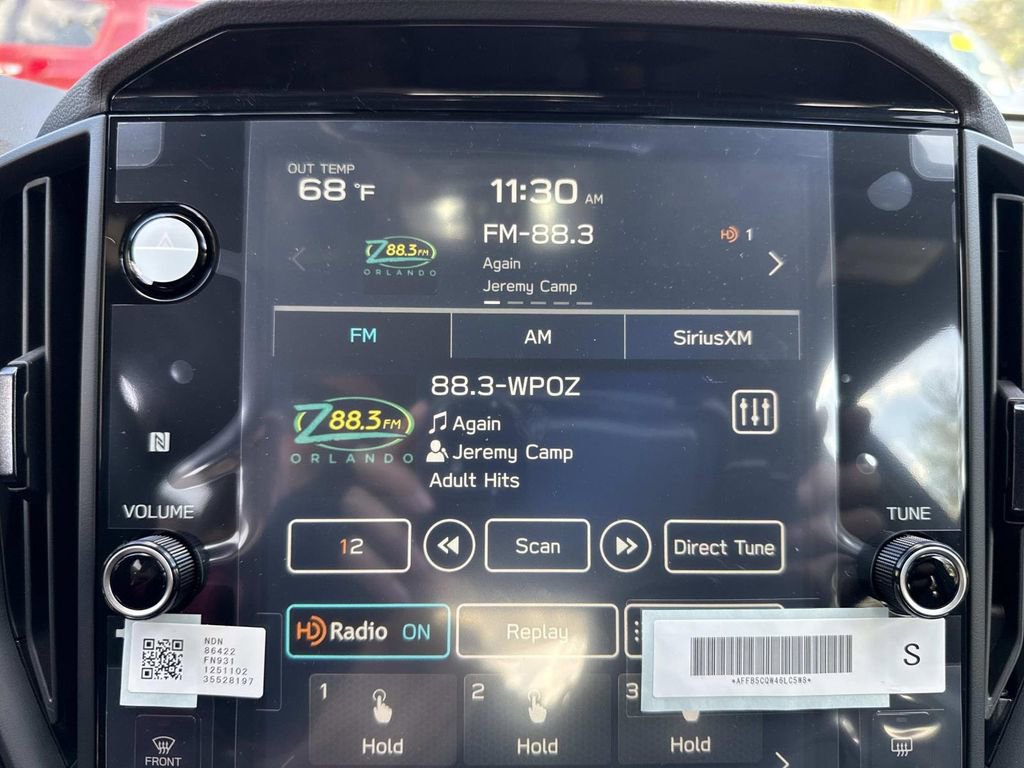 OUT TEMP
68 °F
11:30 AM
FM-88.3
HD 1
Z88.3FM
ORLANDO
Again
Jeremy Camp
FM
AM
SiriusXM
88.3-WPOZ
Z88.3FM
ORLANDO
Again
Jeremy Camp
Adult Hits
VOLUME
TUNE
12
Scan
Direct Tune
HD Radio ON
Replay
NDN
86422
FN931
1251102
35528197
S
*AFFB5CQW46LC5W8*
1
2
3
Hold
Hold
Hold
FRONT